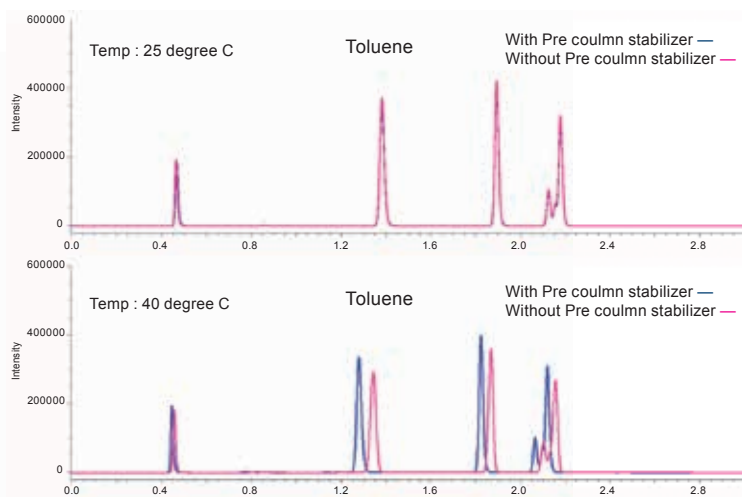 600000
Temp : 25 degree C
Toluene
With Pre coulmn stabilizer
Without Pre coulmn stabilizer
400000
Intensity
200000
0
0.0 0.4 0.8 1.2 1.6 2.0 2.4 2.8
600000
Temp : 40 degree C
Toluene
With Pre coulmn stabilizer
Without Pre coulmn stabilizer
400000
Intensity
200000
0
0.0 0.4 0.8 1.2 1.6 2.0 2.4 2.8